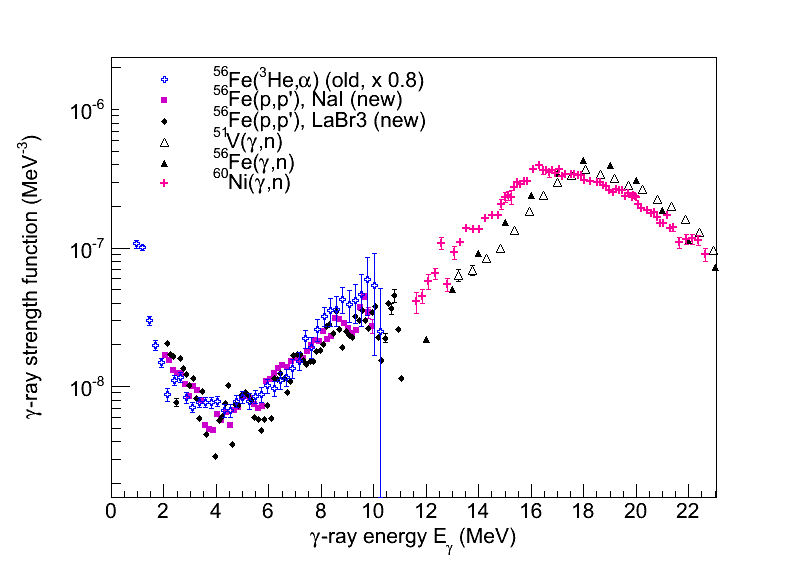 ⁵⁶Fe(³He,α) (old, x 0.8)
⁵⁶Fe(p,p'), NaI (new)
⁵⁶Fe(p,p'), LaBr3 (new)
⁵¹V(γ,n)
⁵⁶Fe(γ,n)
⁶⁰Ni(γ,n)
γ-ray strength function (MeV⁻³)
10⁻⁶
10⁻⁷
10⁻⁸
0 2 4 6 8 10 12 14 16 18 20 22
γ-ray energy Eᵧ (MeV)